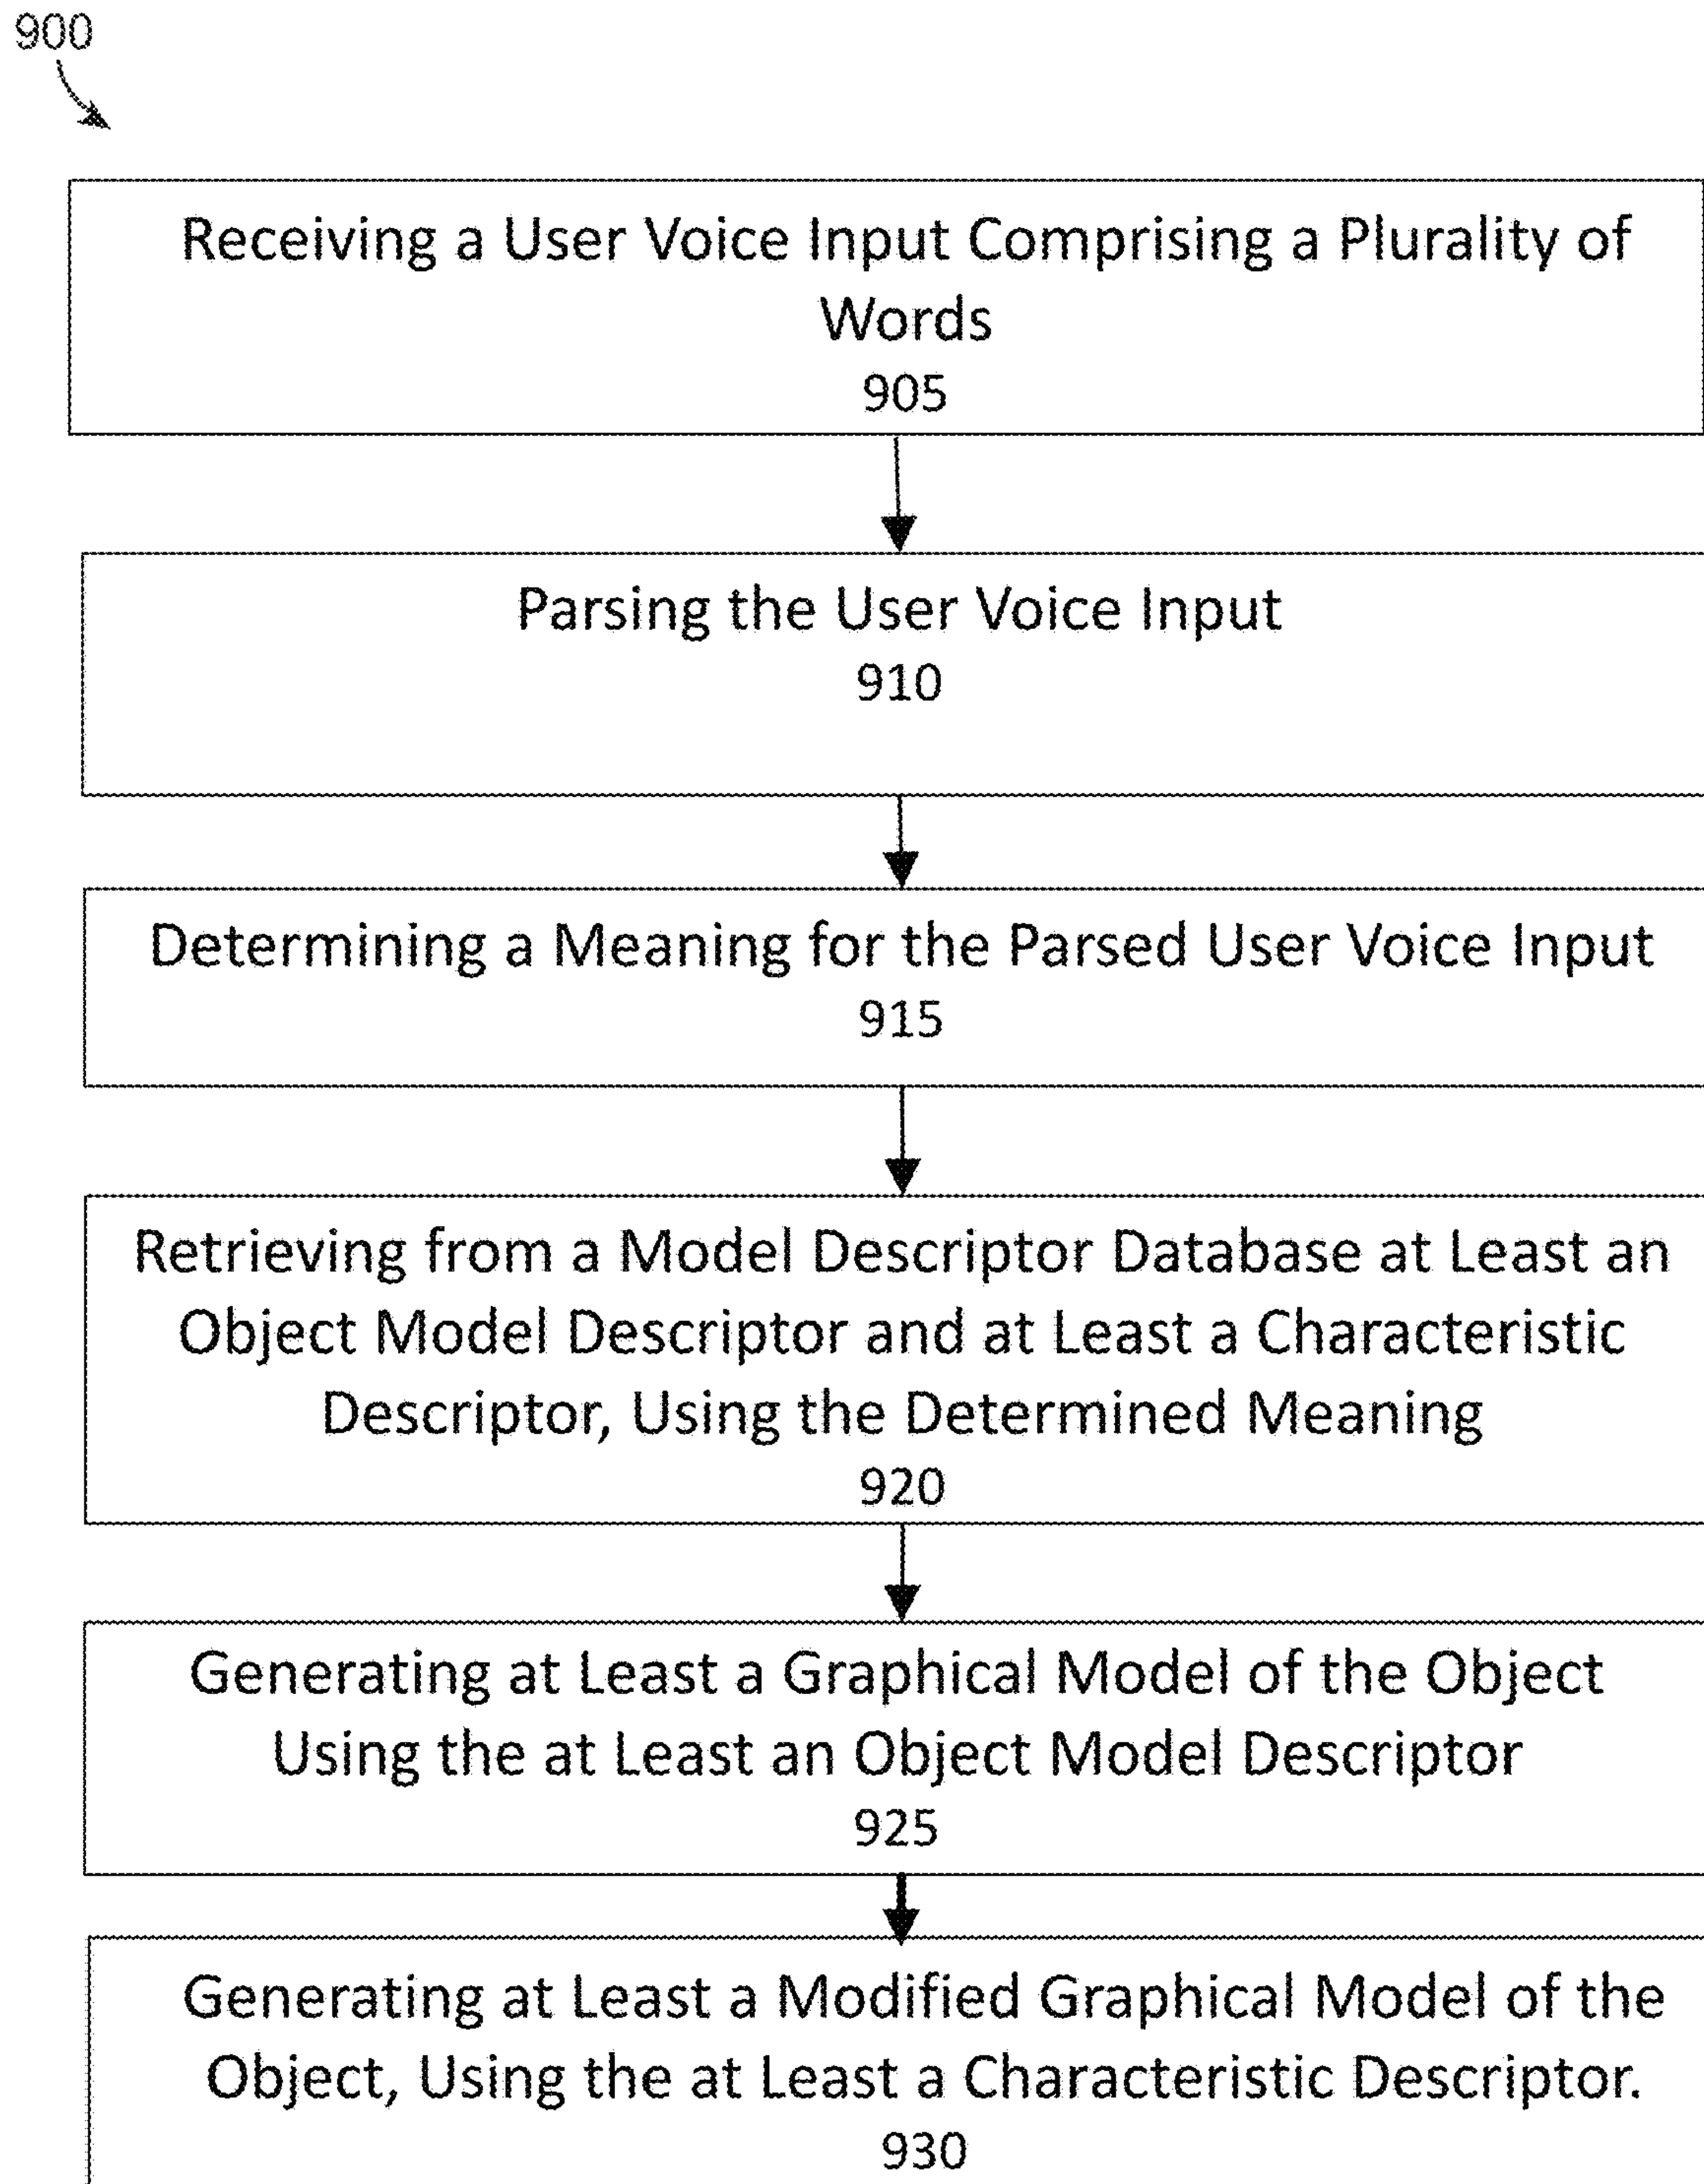 900
Receiving a User Voice Input Comprising a Plurality of
Words
905
Parsing the User Voice Input
910
Determining a Meaning for the Parsed User Voice Input
915
Retrieving from a Model Descriptor Database at Least an
Object Model Descriptor and at Least a Characteristic
Descriptor, Using the Determined Meaning
920
Generating at Least a Graphical Model of the Object
Using the at Least an Object Model Descriptor
925
Generating at Least a Modified Graphical Model of the
Object, Using the at Least a Characteristic Descriptor.
930